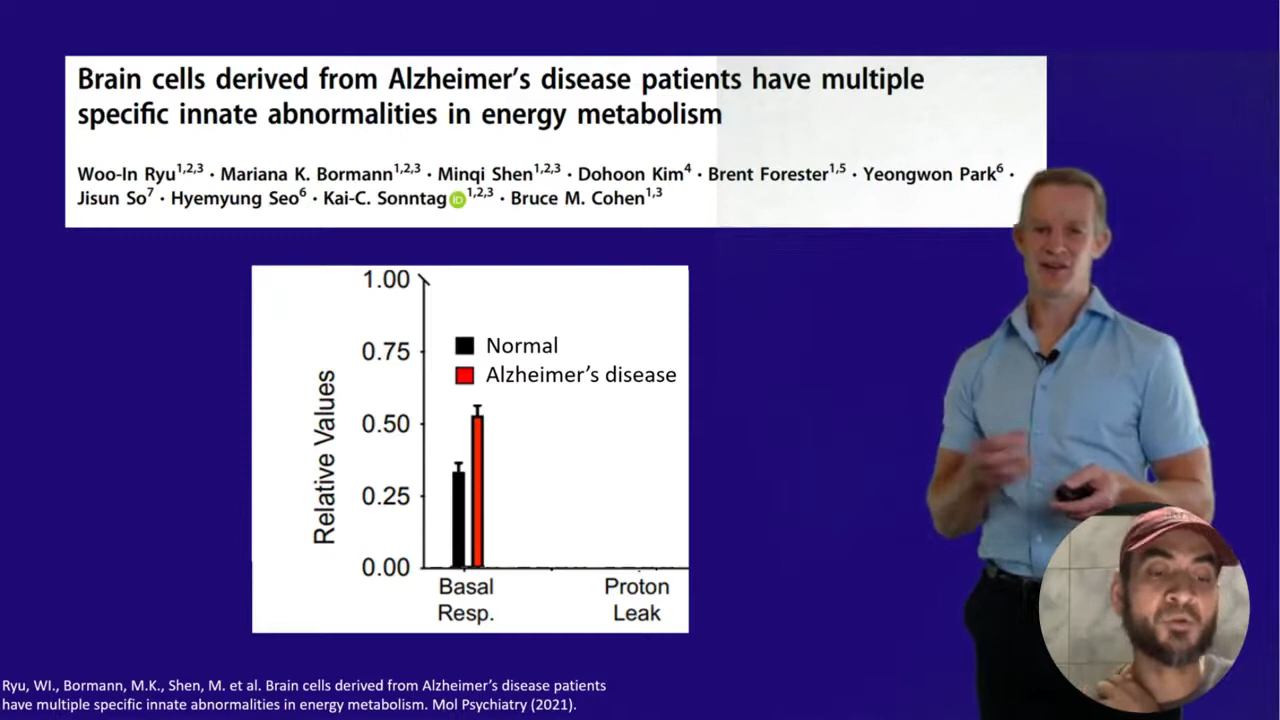 Brain cells derived from Alzheimer's disease patients have multiple
specific innate abnormalities in energy metabolism
Woo-In Ryu1,2,3 · Mariana K. Bormann1,2,3 · Minqi Shen1,2,3 · Dohoon Kim4 · Brent Forester1,5 · Yeongwon Park6 ·
Jisun So7 · Hyemyung Seo6 · Kai-C. Sonntag iD 1,2,3 · Bruce M. Cohen1,3
1.00
0.75
0.50
0.25
0.00
Relative Values
Normal
Alzheimer's disease
Basal
Resp.
Proton
Leak
Ryu, WI., Bormann, M.K., Shen, M. et al. Brain cells derived from Alzheimer's disease patients
have multiple specific innate abnormalities in energy metabolism. Mol Psychiatry (2021).